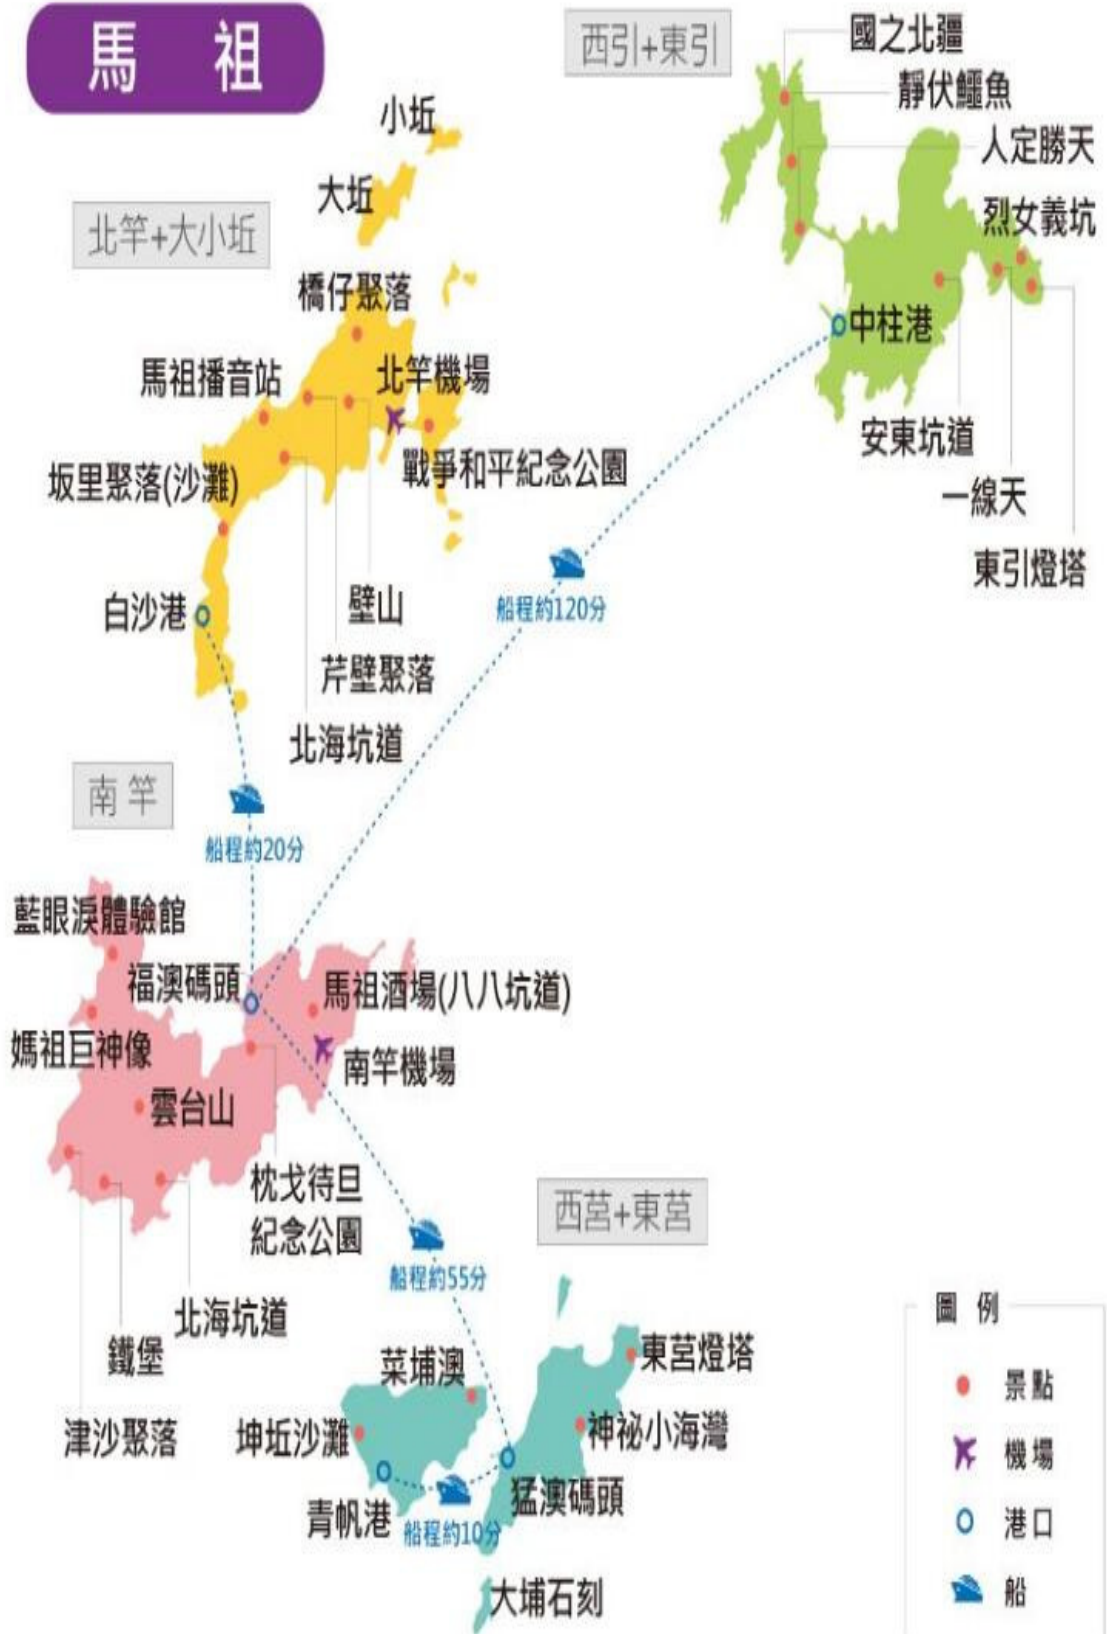 馬 祖
西引+東引
國之北疆
靜伏鱷魚
人定勝天
烈女義坑
中柱港
安東坑道
一線天
東引燈塔
小坵
大坵
北竿+大小坵
橋仔聚落
馬祖播音站
北竿機場
戰爭和平紀念公園
坂里聚落(沙灘)
白沙港
壁山
芹壁聚落
北海坑道
船程約120分
南 竿
船程約20分
藍眼淚體驗館
福澳碼頭
馬祖酒場(八八坑道)
媽祖巨神像
南竿機場
雲台山
枕戈待旦
紀念公園
北海坑道
鐵堡
津沙聚落
西莒+東莒
船程約55分
菜埔澳
東莒燈塔
坤坵沙灘
神祕小海灣
青帆港
船程約10分
猛澳碼頭
大埔石刻
圖 例
景點
機場
港口
船